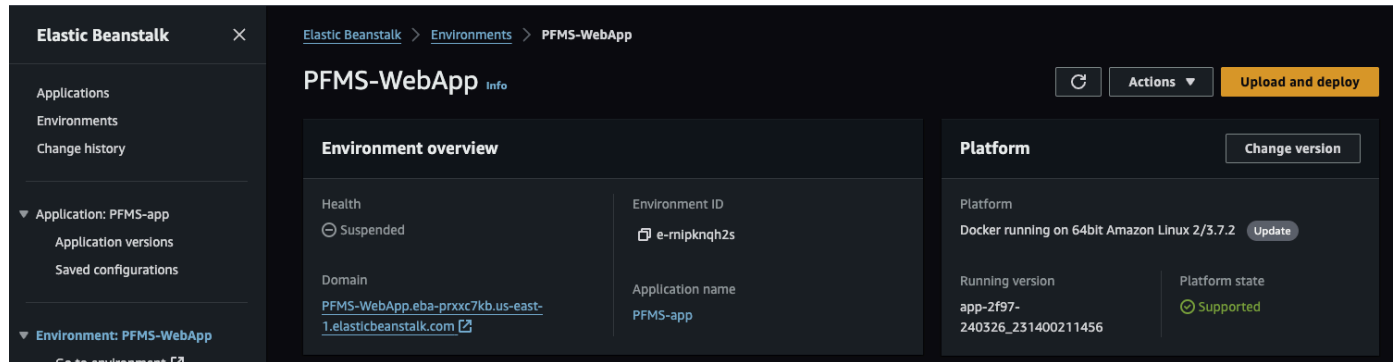 Elastic Beanstalk
Applications
Environments
Change history
Application: PFMS-app
Application versions
Saved configurations
Environment: PFMS-WebApp
Go to environment
Elastic Beanstalk > Environments > PFMS-WebApp
PFMS-WebApp Info
Actions
Upload and deploy
Environment overview
Health
Suspended
Environment ID
e-rnipknqh2s
Domain
PFMS-WebApp.eba-prxxc7kb.us-east-
1.elasticbeanstalk.com
Application name
PFMS-app
Platform
Change version
Platform
Docker running on 64bit Amazon Linux 2/3.7.2 Update
Running version
app-2f97-
240326_231400211456
Platform state
Supported